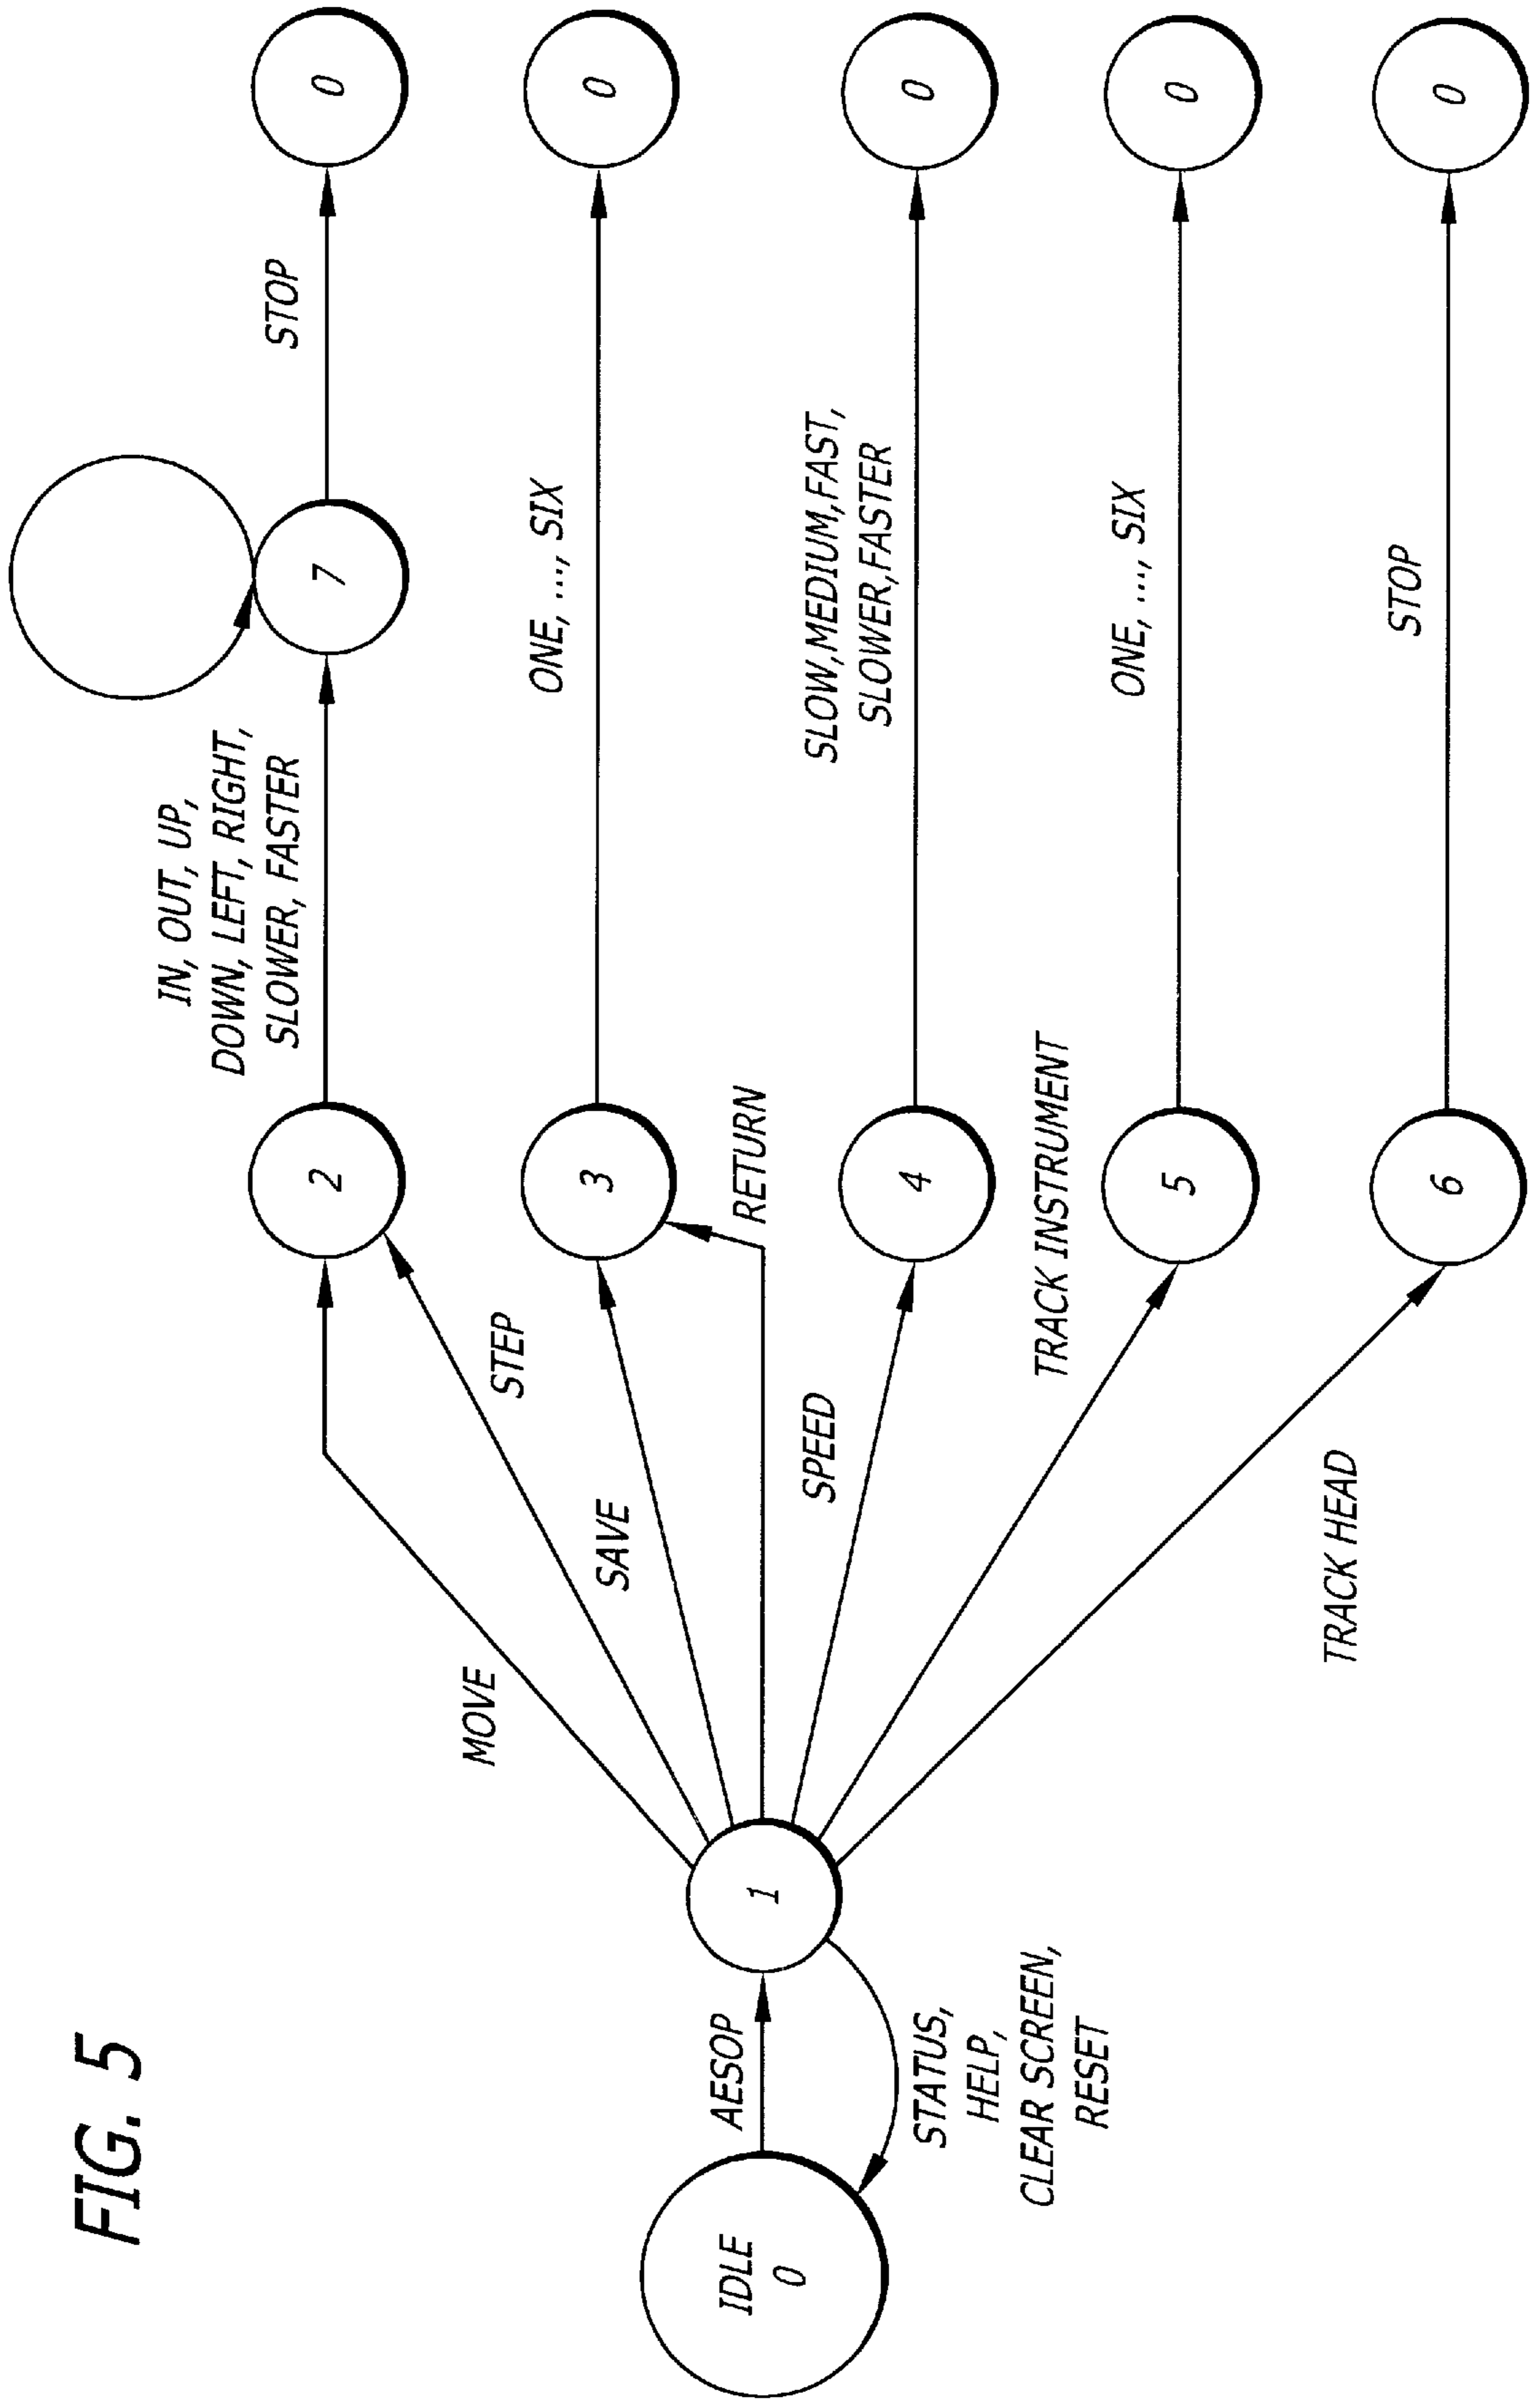 FIG. 5
IDLE
0
AESOP
STATUS,
HELP,
CLEAR SCREEN,
RESET
1
MOVE
STEP
SAVE
RETURN
SPEED
TRACK INSTRUMENT
TRACK HEAD
2
IN, OUT, UP,
DOWN, LEFT, RIGHT,
SLOWER, FASTER
7
STOP
0
3
ONE, ..., SIX
0
4
SLOW,MEDIUM,FAST,
SLOWER,FASTER
0
5
ONE, ..., SIX
0
6
STOP
0